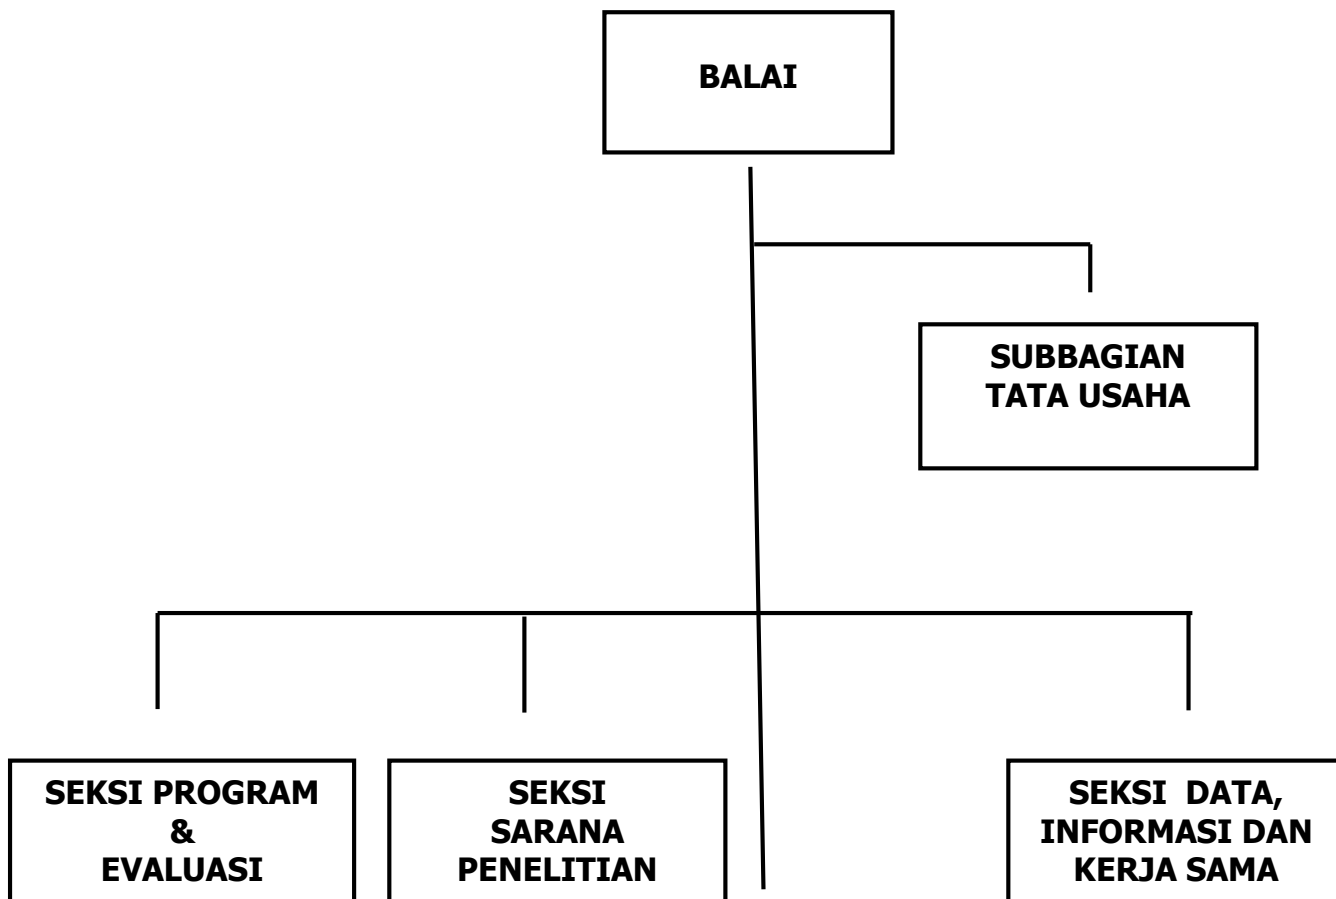 BALAI
SUBBAGIAN
TATA USAHA
SEKSI PROGRAM
&
EVALUASI
SEKSI
SARANA
PENELITIAN
SEKSI DATA,
INFORMASI DAN
KERJA SAMA